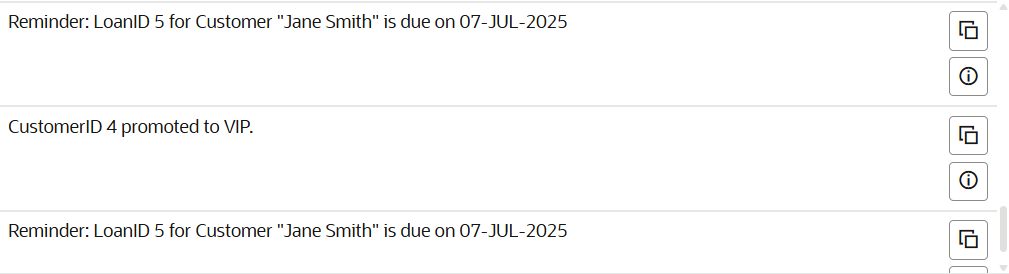 Reminder: LoanID 5 for Customer "Jane Smith" is due on 07-JUL-2025
CustomerID 4 promoted to VIP.
Reminder: LoanID 5 for Customer "Jane Smith" is due on 07-JUL-2025